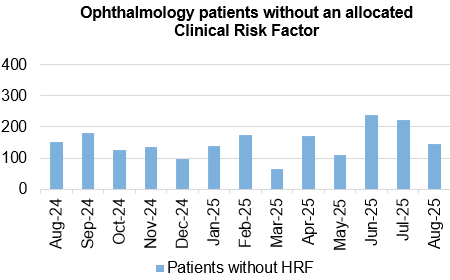 Ophthalmology patients without an allocated
Clinical Risk Factor
400
300
200
100
0
Aug-24
Sep-24
Oct-24
Nov-24
Dec-24
Jan-25
Feb-25
Mar-25
Apr-25
May-25
Jun-25
Jul-25
Aug-25
Patients without HRF